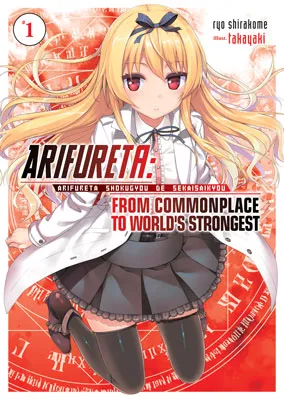 1
ryo shirakome
Illust. takayaki
ARIFURETA:
ARIFURETA SHOKUGYOU DE SEKAISAIKYOU
FROM COMMONPLACE
TO WORLD'S STRONGEST